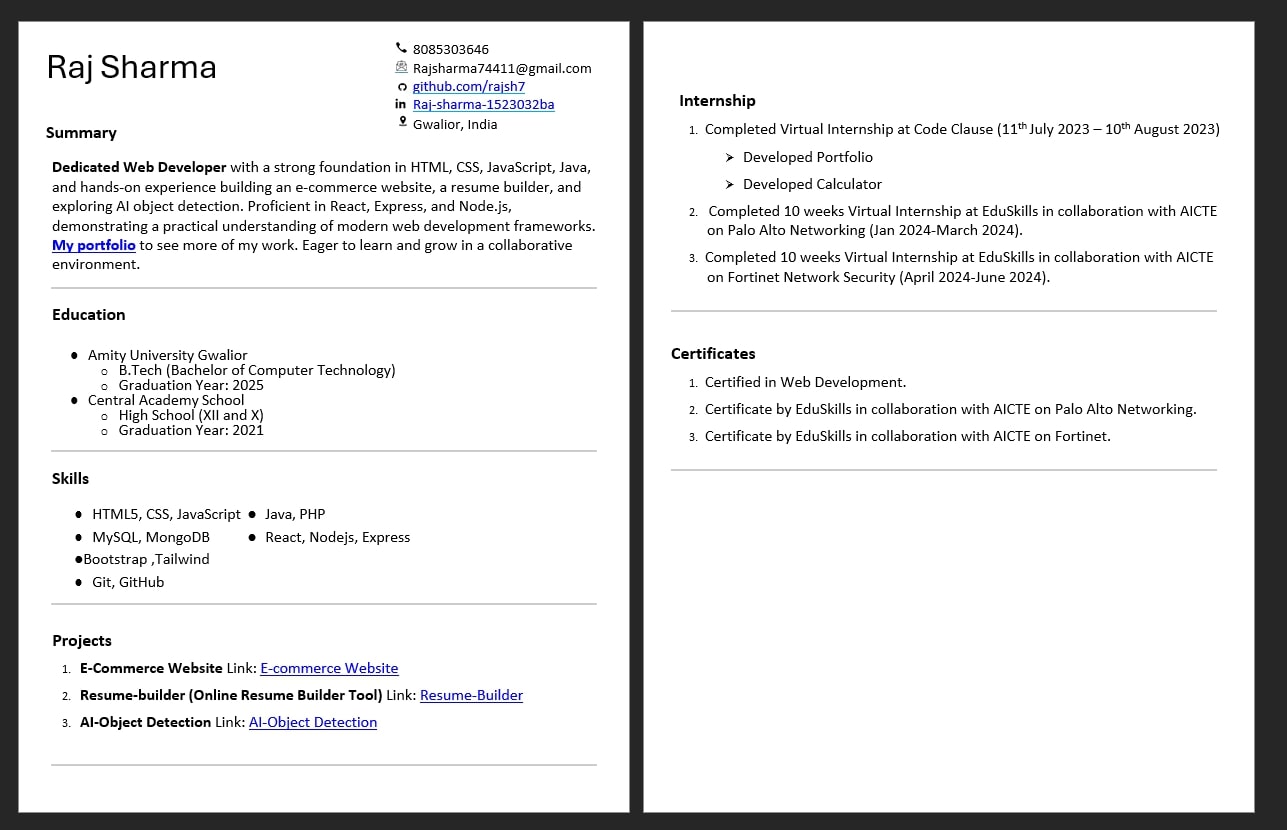 Raj Sharma
8085303646
Rajsharma74411@gmail.com
github.com/rajsh7
in Raj-sharma-1523032ba
Gwalior, India
Summary
Dedicated Web Developer with a strong foundation in HTML, CSS, JavaScript, Java,
and hands-on experience building an e-commerce website, a resume builder, and
exploring AI object detection. Proficient in React, Express, and Node.js,
demonstrating a practical understanding of modern web development frameworks.
My portfolio to see more of my work. Eager to learn and grow in a collaborative
environment.
Education
● Amity University Gwalior
o B.Tech (Bachelor of Computer Technology)
o Graduation Year: 2025
● Central Academy School
o High School (XII and X)
o Graduation Year: 2021
Skills
● HTML5, CSS, JavaScript ● Java, PHP
● MySQL, MongoDB ● React, Nodejs, Express
●Bootstrap ,Tailwind
● Git, GitHub
Projects
1. E-Commerce Website Link: E-commerce Website
2. Resume-builder (Online Resume Builder Tool) Link: Resume-Builder
3. AI-Object Detection Link: AI-Object Detection
Internship
1. Completed Virtual Internship at Code Clause (11th July 2023 – 10th August 2023)
➢ Developed Portfolio
➢ Developed Calculator
2. Completed 10 weeks Virtual Internship at EduSkills in collaboration with AICTE
on Palo Alto Networking (Jan 2024-March 2024).
3. Completed 10 weeks Virtual Internship at EduSkills in collaboration with AICTE
on Fortinet Network Security (April 2024-June 2024).
Certificates
1. Certified in Web Development.
2. Certificate by EduSkills in collaboration with AICTE on Palo Alto Networking.
3. Certificate by EduSkills in collaboration with AICTE on Fortinet.